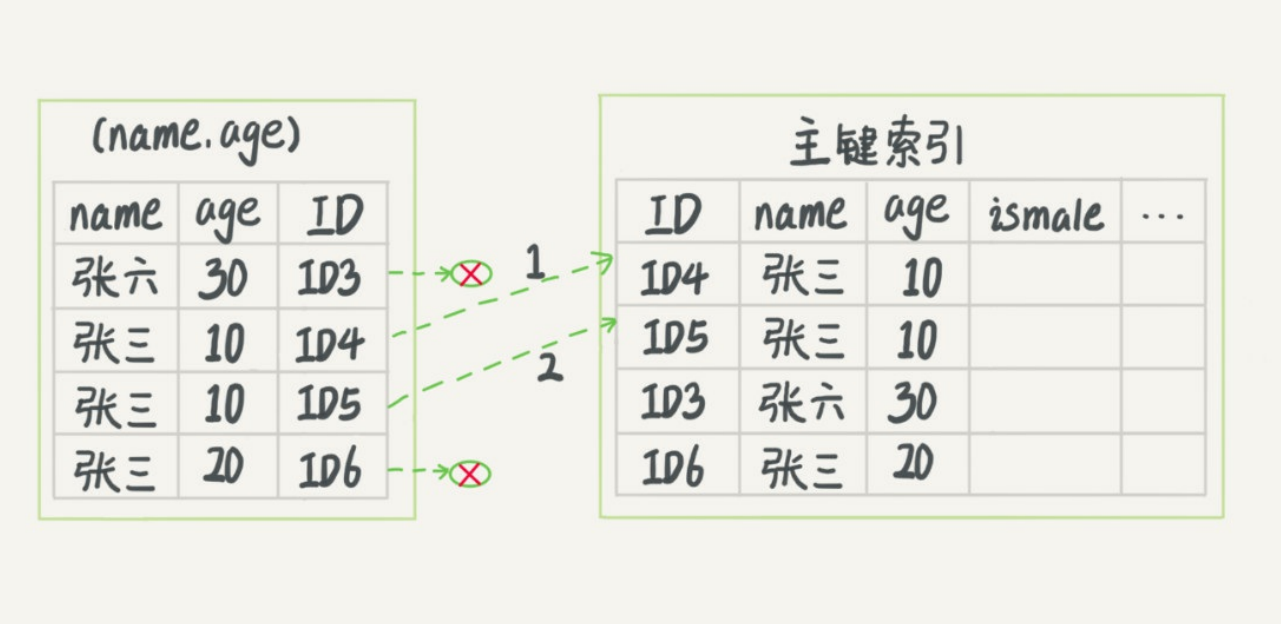 (name.age)
name age ID
张六 30 ID3
张三 10 ID4
张三 10 ID5
张三 20 ID6
1
2
主键索引
ID name age ismale ...
ID4 张三 10
ID5 张三 10
ID3 张六 30
ID6 张三 20